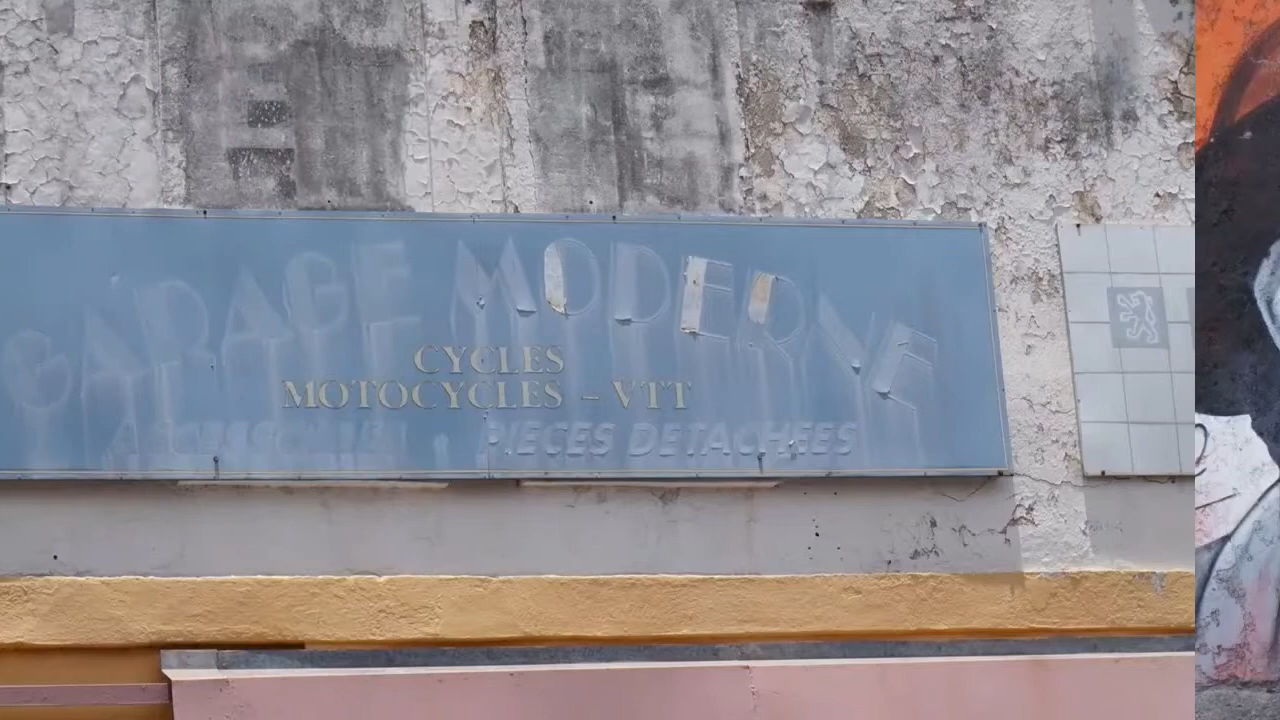 GARAGE MODERNE
CYCLES
MOTOCYCLES – VTT
PIECES DETACHEES